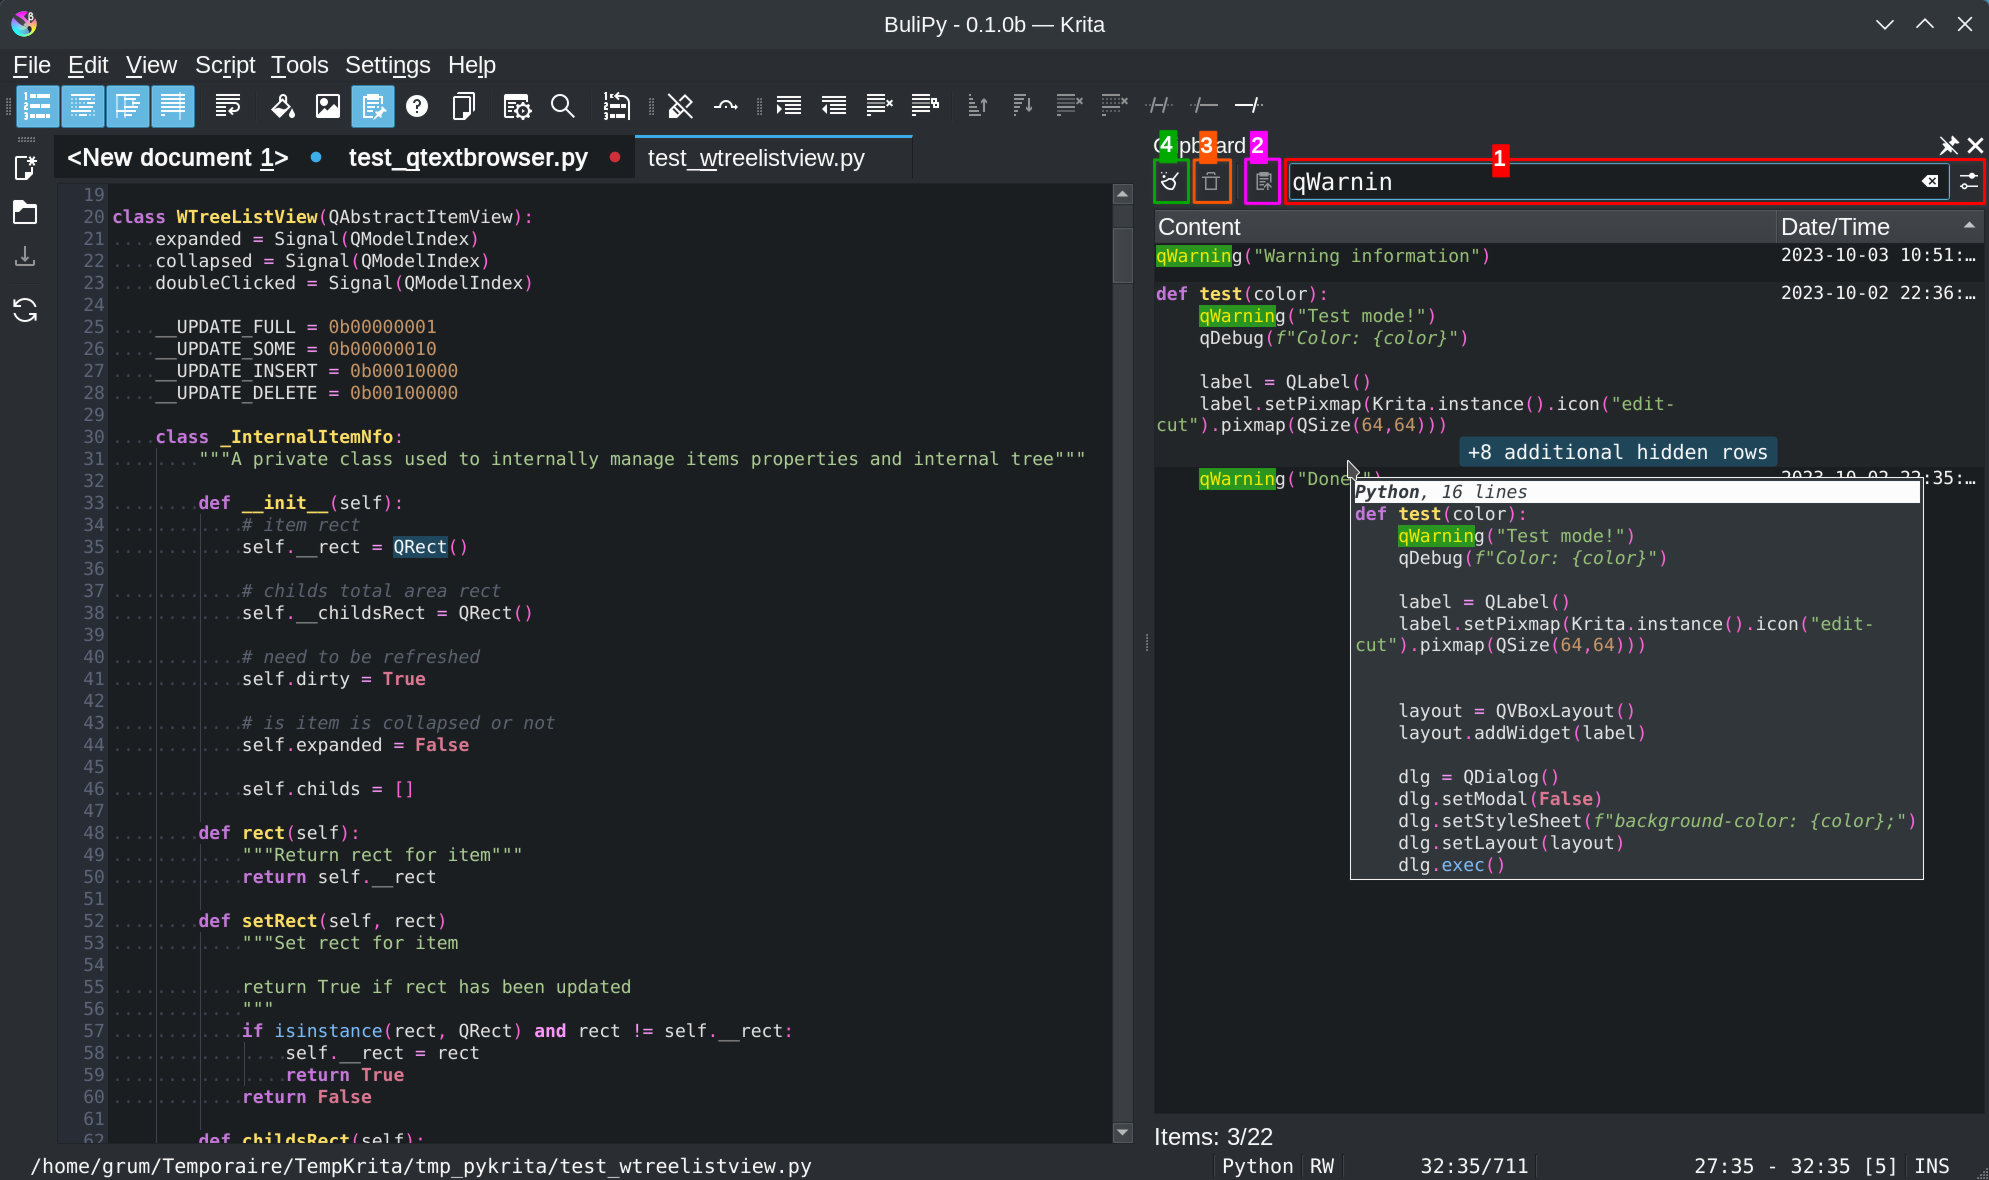 BuliPy - 0.1.0b — Krita
File Edit View Script Tools Settings Help
<New document 1>
test_qtextbrowser.py
test_wtreelistview.py
19
20 class WTreeListView(QAbstractItemView):
21 ....expanded = Signal(QModelIndex)
22 ....collapsed = Signal(QModelIndex)
23 ....doubleClicked = Signal(QModelIndex)
24
25 ....__UPDATE_FULL = 0b00000001
26 ....__UPDATE_SOME = 0b00000010
27 ....__UPDATE_INSERT = 0b00010000
28 ....__UPDATE_DELETE = 0b00100000
29
30 ....class _InternalItemNfo:
31 ........"""A private class used to internally manage items properties and internal tree"""
32
33 ........def __init__(self):
34 ............# item rect
35 ............self.__rect = QRect()
36
37 ............# childs total area rect
38 ............self.__childsRect = QRect()
39
40 ............# need to be refreshed
41 ............self.dirty = True
42
43 ............# is item is collapsed or not
44 ............self.expanded = False
45
46 ............self.childs = []
47
48 ........def rect(self):
49 ............"""Return rect for item"""
50 ............return self.__rect
51
52 ........def setRect(self, rect)
53 ............"""Set rect for item
54
55 ............return True if rect has been updated
56 ............"""
57 ............if isinstance(rect, QRect) and rect != self.__rect:
58 ................self.__rect = rect
59 ................return True
60 ............return False
61
62 ........def childsRect(self):
4 3 2 1
qWarnin
Content Date/Time
qWarning("Warning information") 2023-10-03 10:51:…
def test(color): 2023-10-02 22:36:…
qWarning("Test mode!")
qDebug(f"Color: {color}")
label = QLabel()
label.setPixmap(Krita.instance().icon("edit-
cut").pixmap(QSize(64,64)))
+8 additional hidden rows
qWarning("Done") 2023-10-02 22:35:…
Python, 16 lines
def test(color):
qWarning("Test mode!")
qDebug(f"Color: {color}")
label = QLabel()
label.setPixmap(Krita.instance().icon("edit-
cut").pixmap(QSize(64,64)))
layout = QVBoxLayout()
layout.addWidget(label)
dlg = QDialog()
dlg.setModal(False)
dlg.setStyleSheet(f"background-color: {color};")
dlg.setLayout(layout)
dlg.exec()
Items: 3/22
/home/grum/Temporaire/TempKrita/tmp_pykrita/test_wtreelistview.py
Python RW 32:35/711 27:35 - 32:35 [5] INS